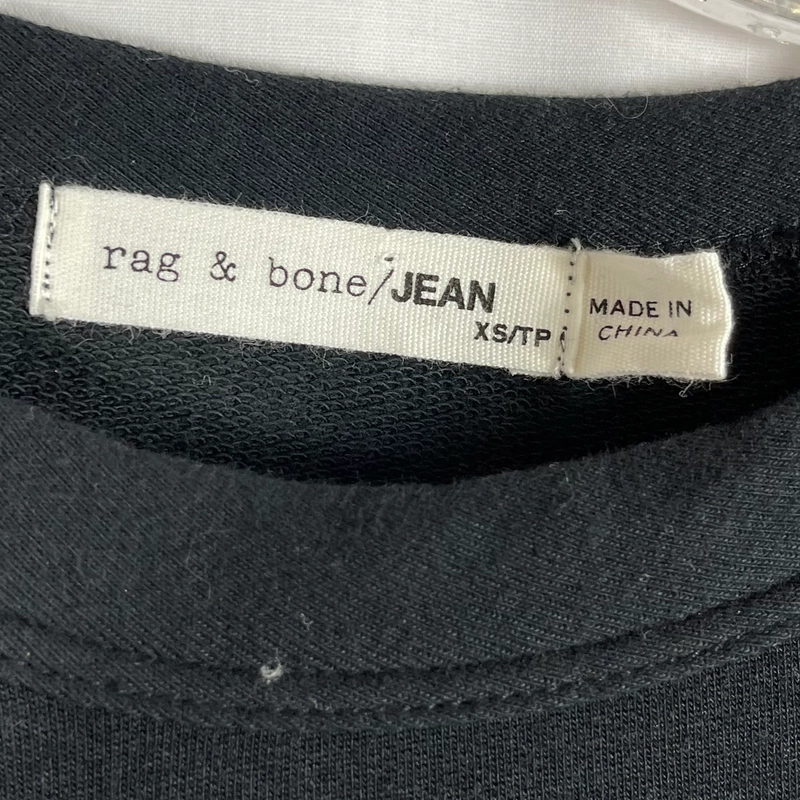 rag & bone/JEAN
XS/TP
MADE IN
CHINA